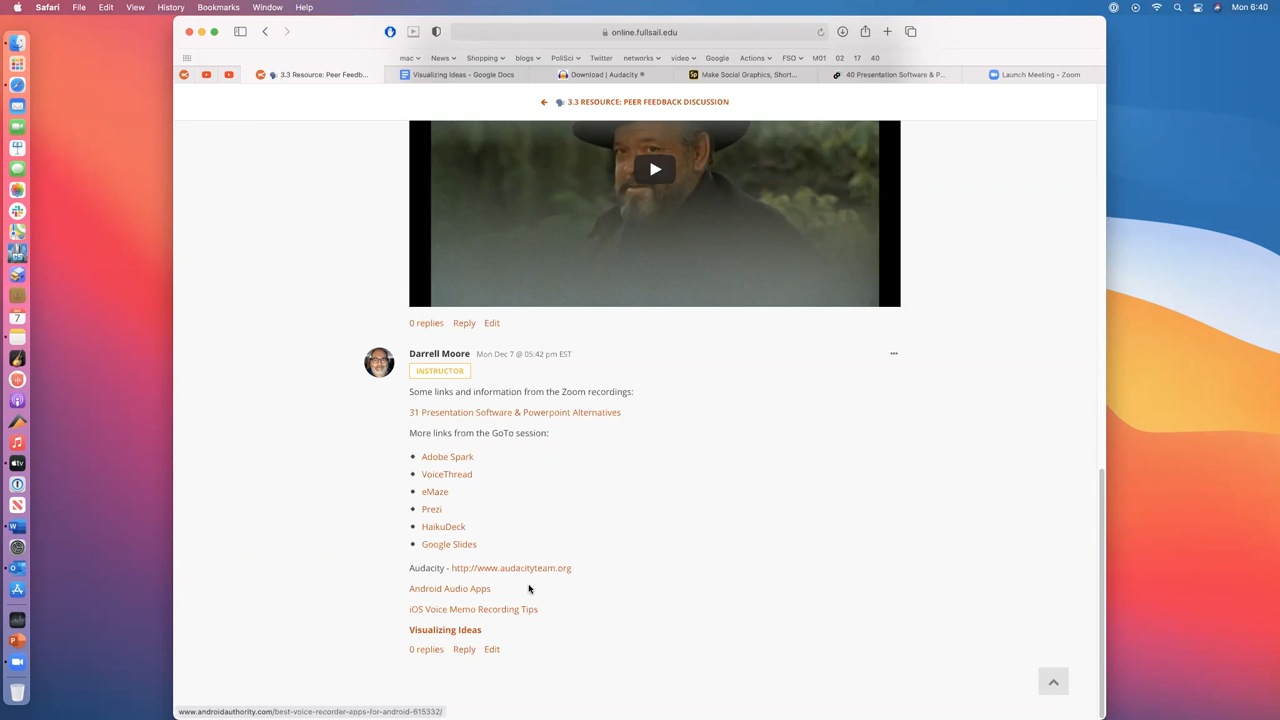 Safari File Edit View History Bookmarks Window Help Mon 6:40
online.fullsail.edu
mac News Shopping blogs PoliSci Twitter networks video Google Actions FSO M01 02 17 40
3.3 Resource: Peer Feedb... Visualizing Ideas - Google Docs Download | Audacity ® Make Social Graphics, Short... 40 Presentation Software & P... Launch Meeting - Zoom
3.3 RESOURCE: PEER FEEDBACK DISCUSSION
0 replies Reply Edit
Darrell Moore Mon Dec 7 @ 05:42 pm EST
INSTRUCTOR
Some links and information from the Zoom recordings:
31 Presentation Software & Powerpoint Alternatives
More links from the GoTo session:
Adobe Spark
VoiceThread
eMaze
Prezi
HaikuDeck
Google Slides
Audacity - http://www.audacityteam.org
Android Audio Apps
iOS Voice Memo Recording Tips
Visualizing Ideas
0 replies Reply Edit
www.androidauthority.com/best-voice-recorder-apps-for-android-615332/